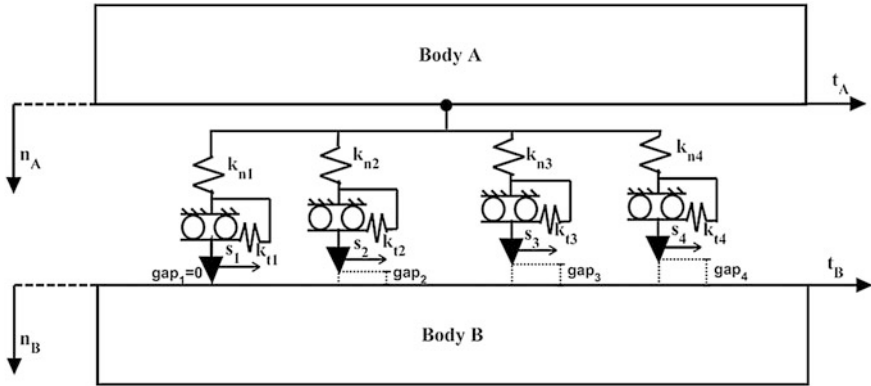 Body A
t_A
n_A
k_n1
k_n2
k_n3
k_n4
k_t1
k_t2
k_t3
k_t4
s_1
s_2
s_3
s_4
gap_1=0
gap_2
gap_3
gap_4
t_B
n_B
Body B